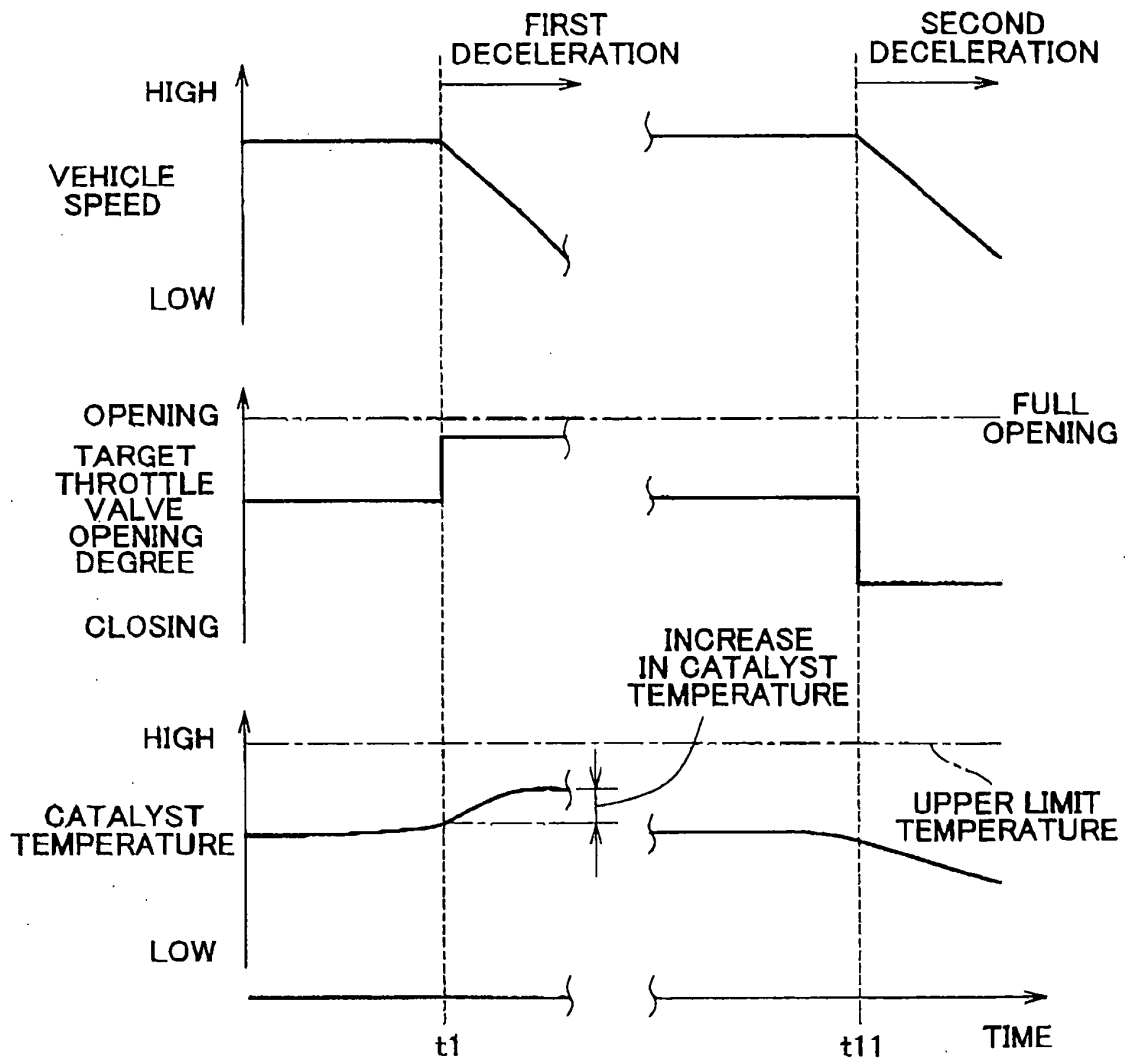 FIRST
DECELERATION
SECOND
DECELERATION
HIGH
VEHICLE
SPEED
LOW
OPENING
FULL
OPENING
TARGET
THROTTLE
VALVE
OPENING
DEGREE
CLOSING
INCREASE
IN CATALYST
TEMPERATURE
HIGH
UPPER LIMIT
TEMPERATURE
CATALYST
TEMPERATURE
LOW
t1
t11
TIME